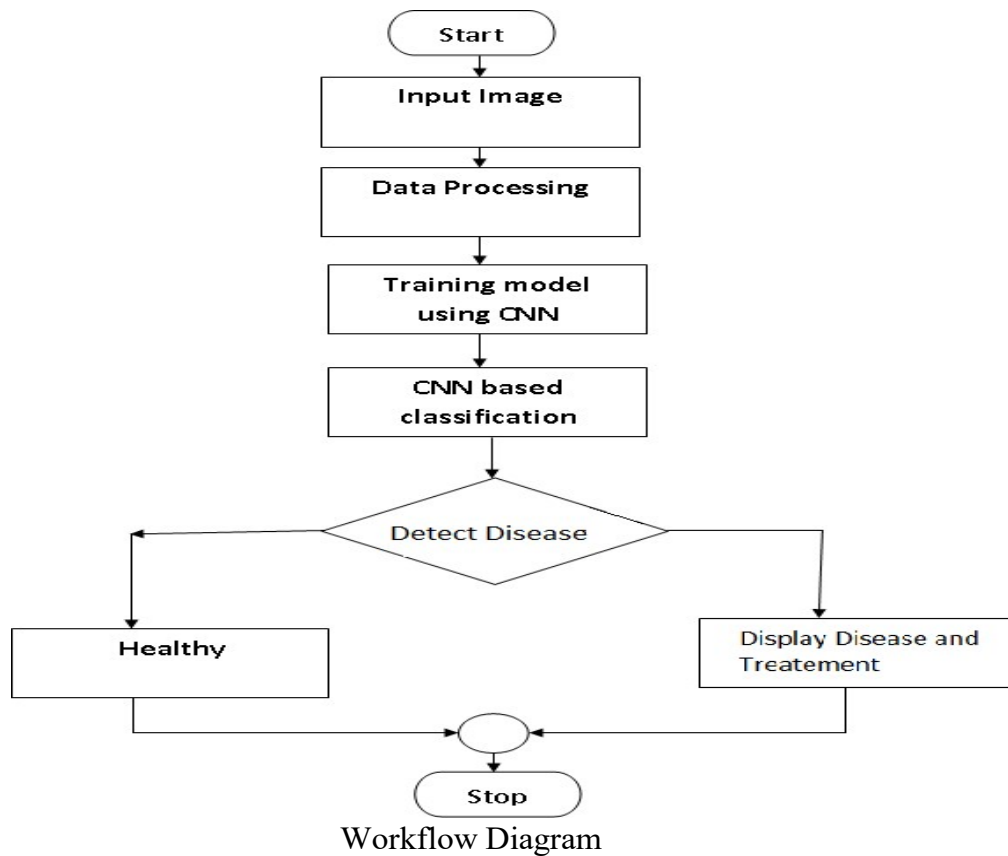 Start
Input Image
Data Processing
Training model
using CNN
CNN based
classification
Detect Disease
Healthy
Display Disease and
Treatement
Stop
Workflow Diagram